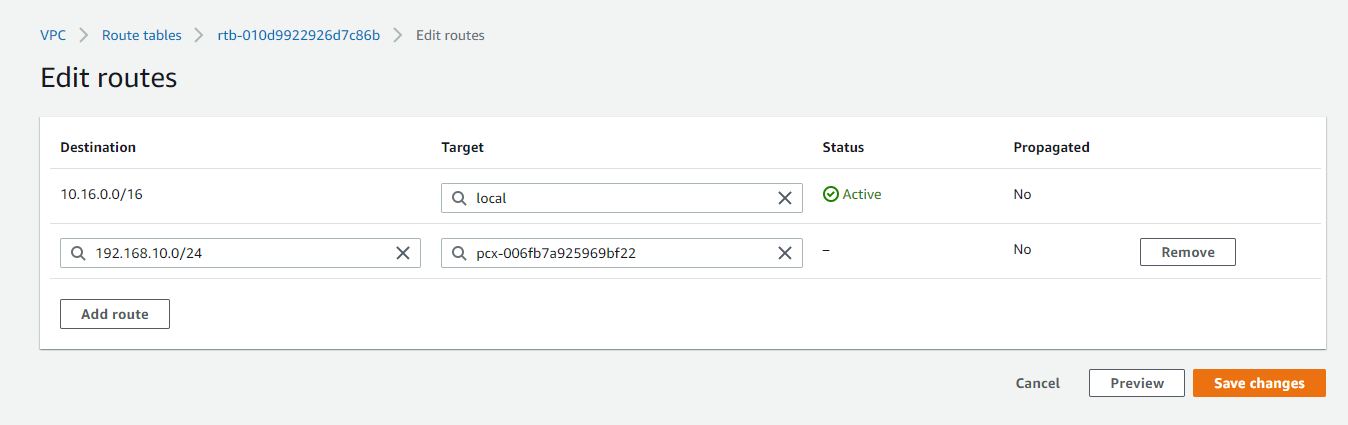 VPC > Route tables > rtb-010d9922926d7c86b > Edit routes
Edit routes
Destination Target Status Propagated
10.16.0.0/16 local Active No
192.168.10.0/24 pcx-006fb7a925969bf22 – No Remove
Add route
Cancel Preview Save changes